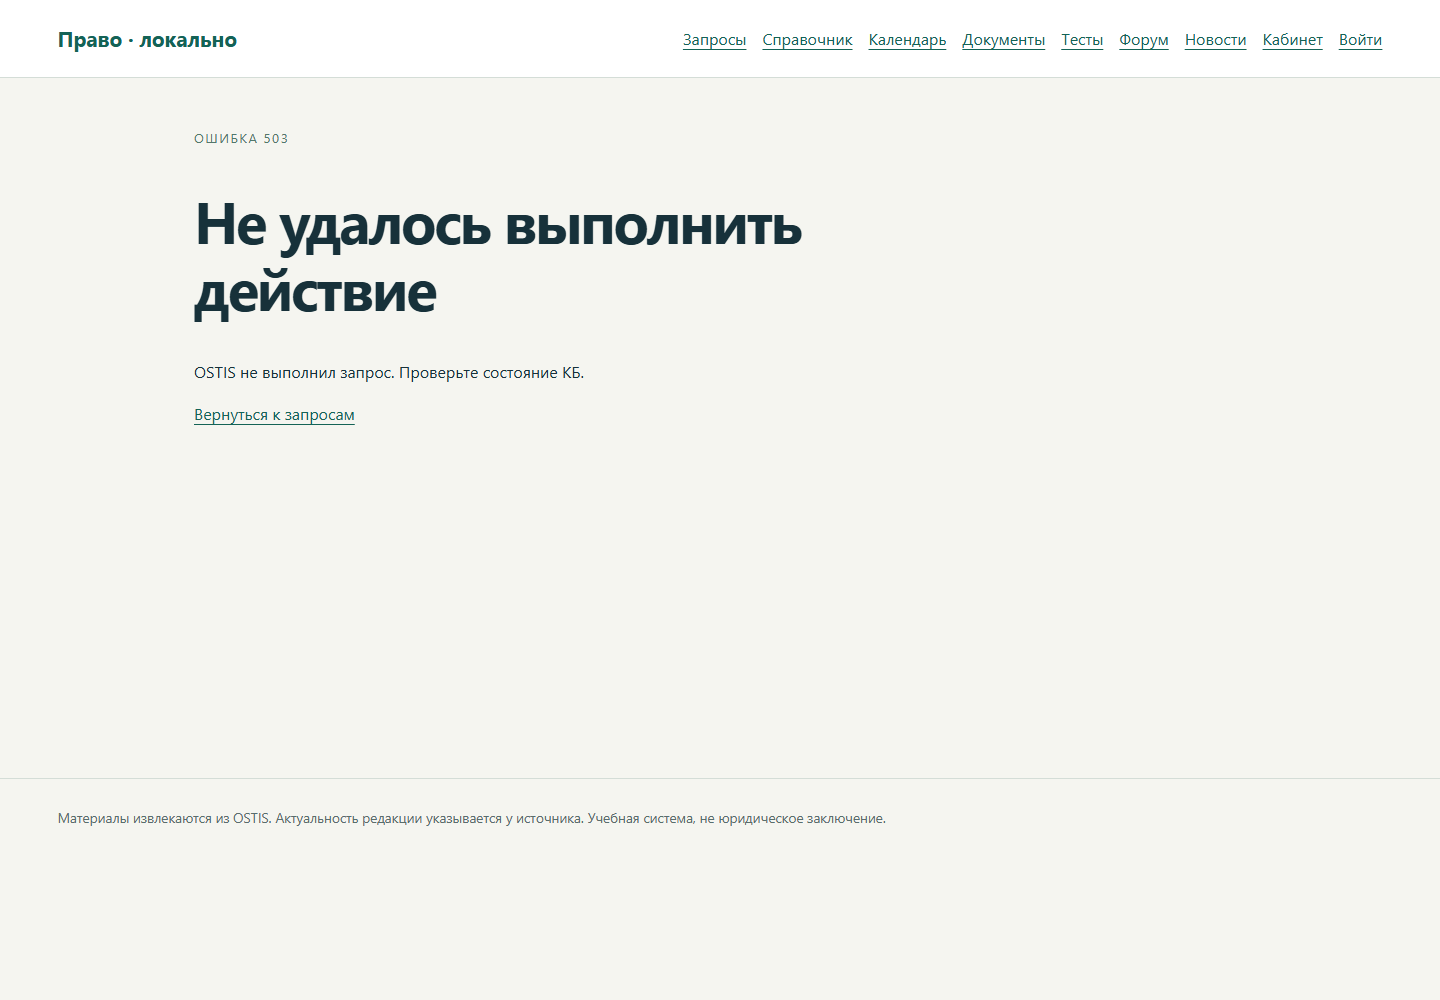 Право · локально
Запросы Справочник Календарь Документы Тесты Форум Новости Кабинет Войти
ОШИБКА 503
Не удалось выполнить
действие
OSTIS не выполнил запрос. Проверьте состояние КБ.
Вернуться к запросам
Материалы извлекаются из OSTIS. Актуальность редакции указывается у источника. Учебная система, не юридическое заключение.